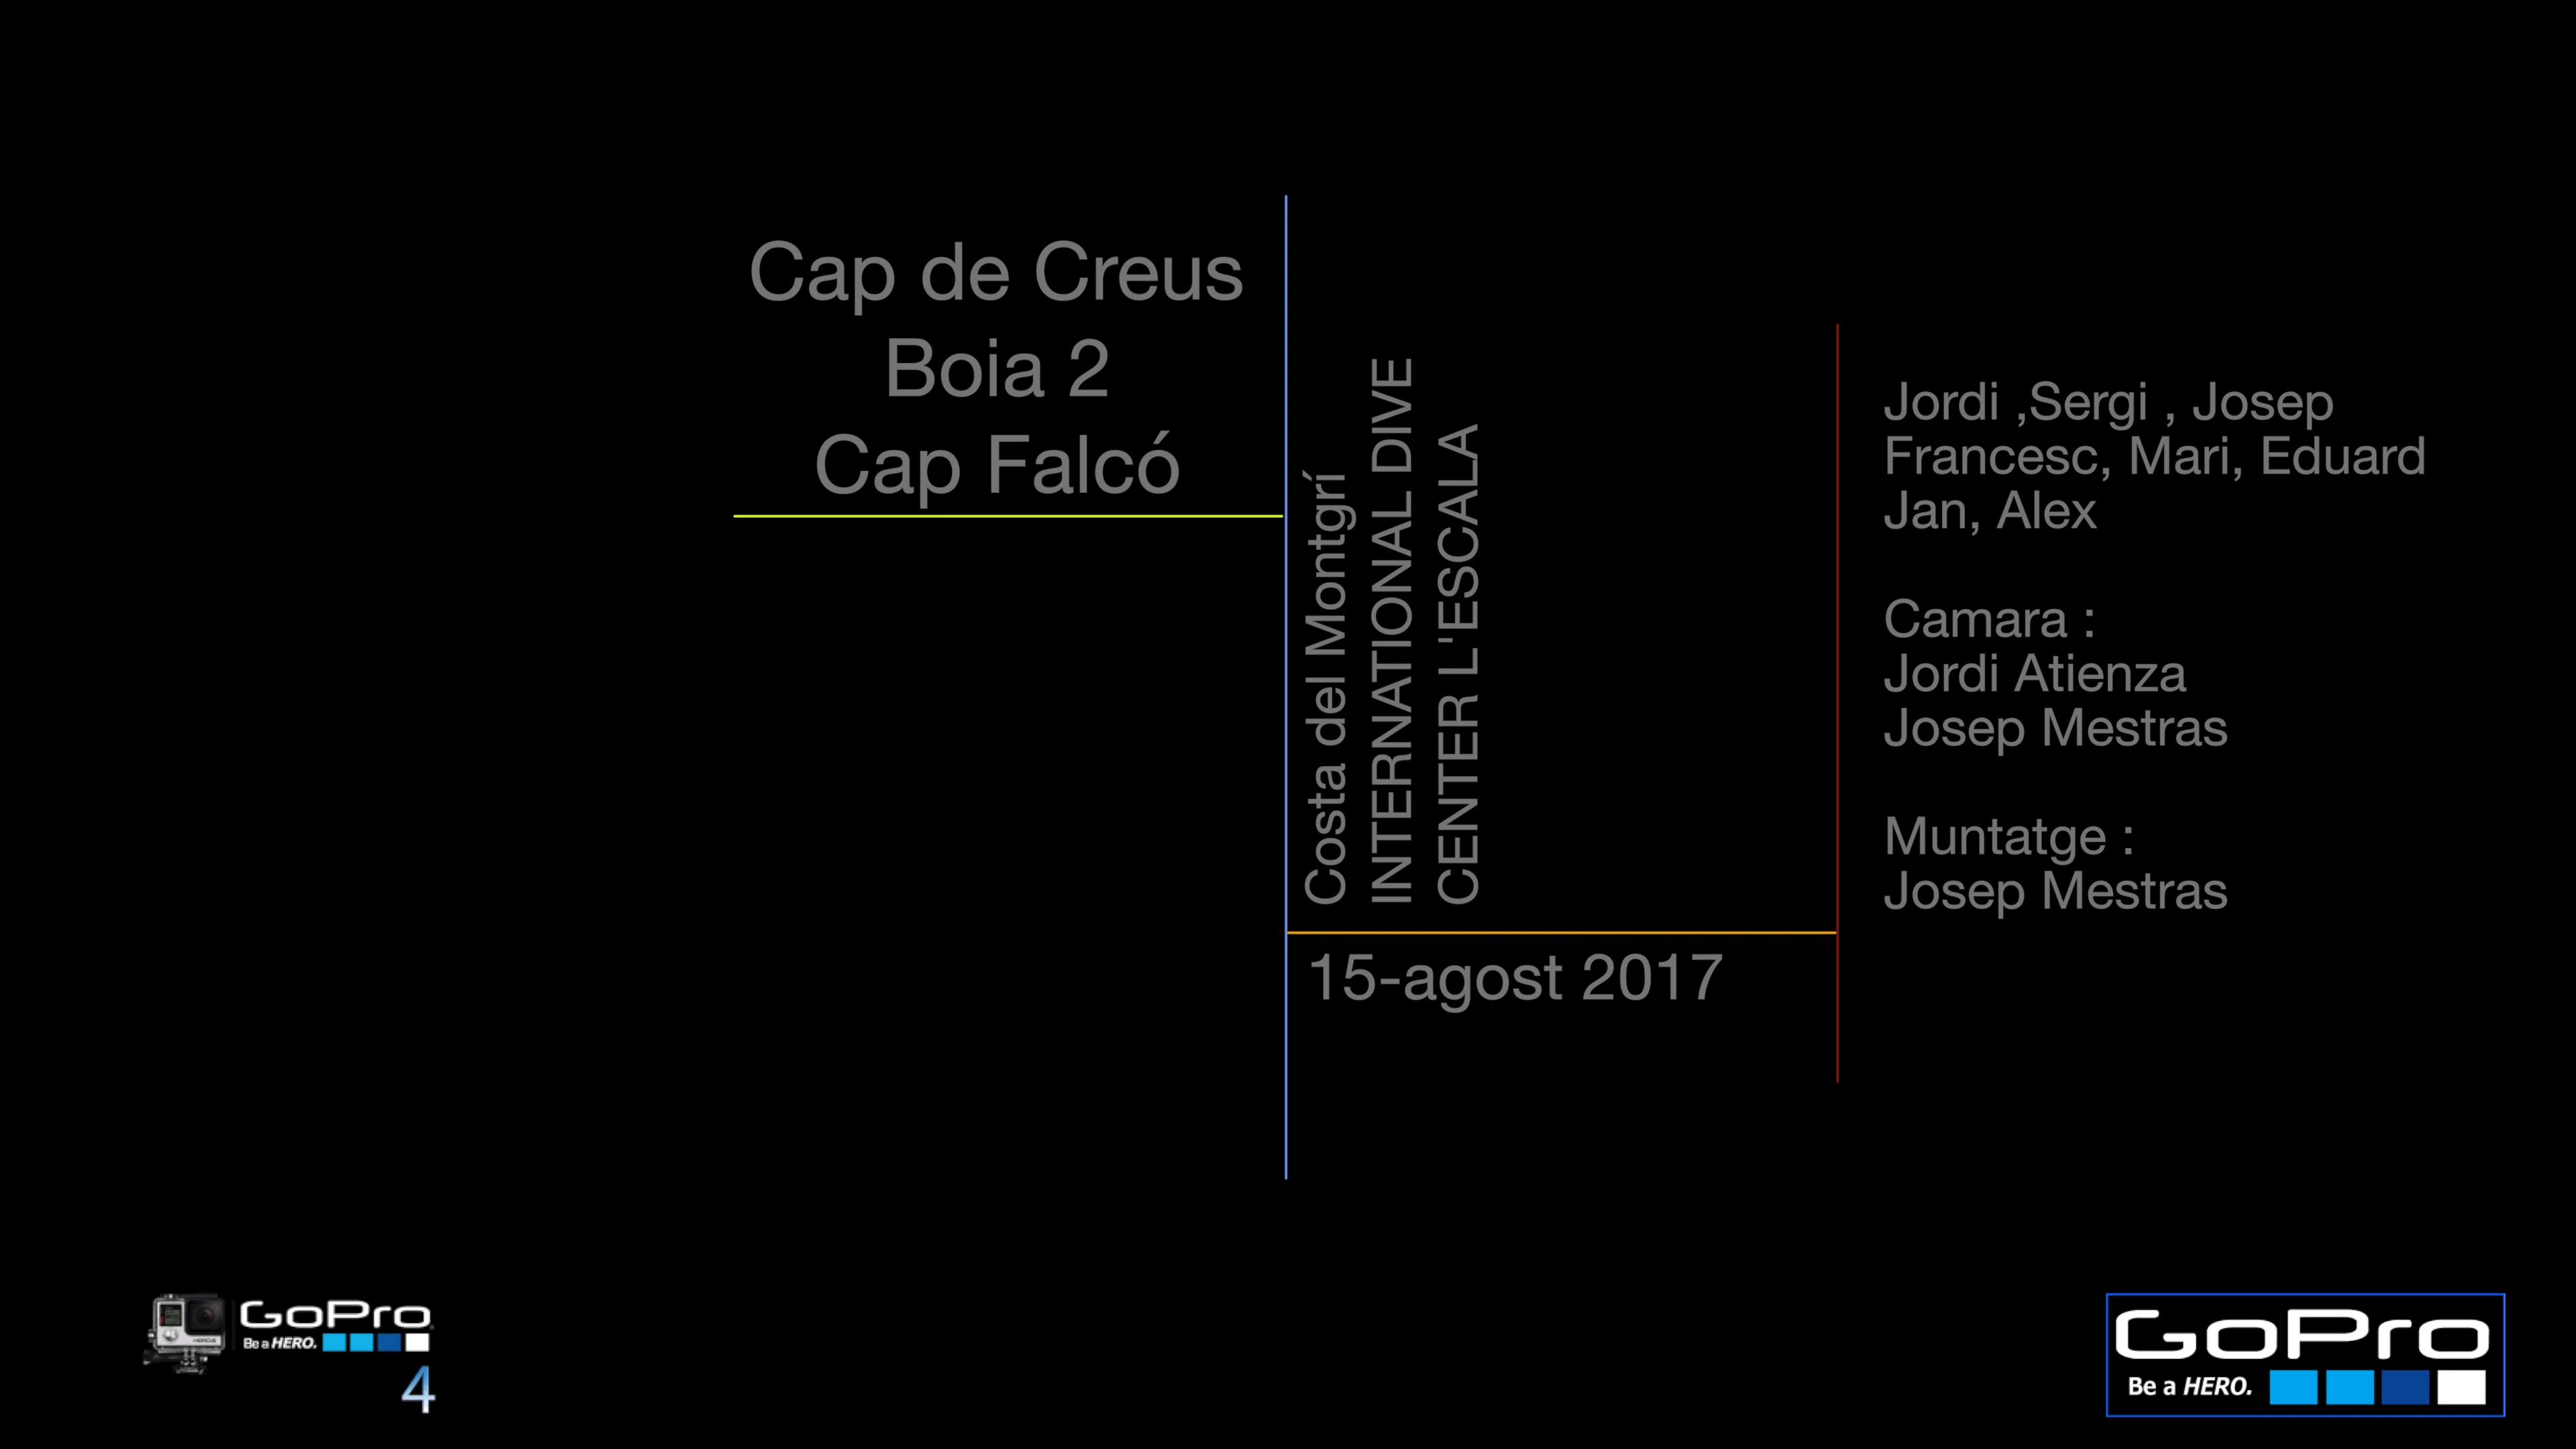 Cap de Creus
Boia 2
Cap Falcó
Costa del Montgrí
INTERNATIONAL DIVE
CENTER L'ESCALA
15-agost 2017
Jordi ,Sergi , Josep
Francesc, Mari, Eduard
Jan, Alex
Camara :
Jordi Atienza
Josep Mestras
Muntatge :
Josep Mestras
GoPro
Be a HERO.
4
GoPro
Be a HERO.